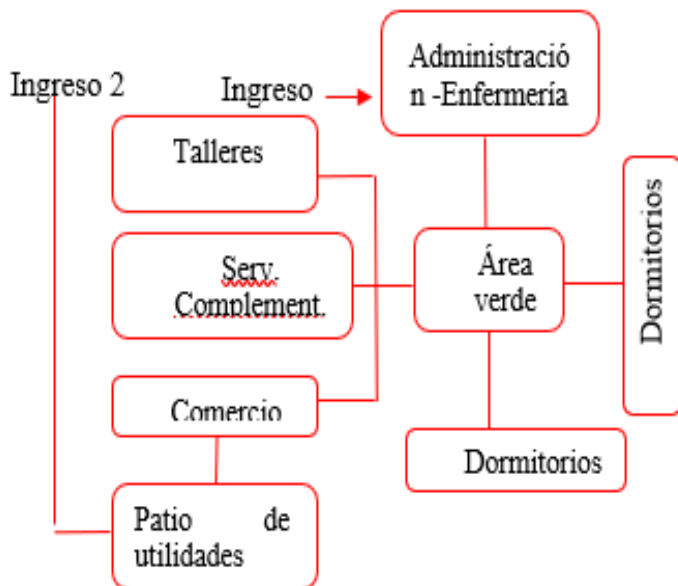 Administració
n -Enfermería
Ingreso 2
Ingreso
Talleres
Serv.
Complement.
Área
verde
Dormitorios
Comercio
Dormitorios
Patio de
utilidades